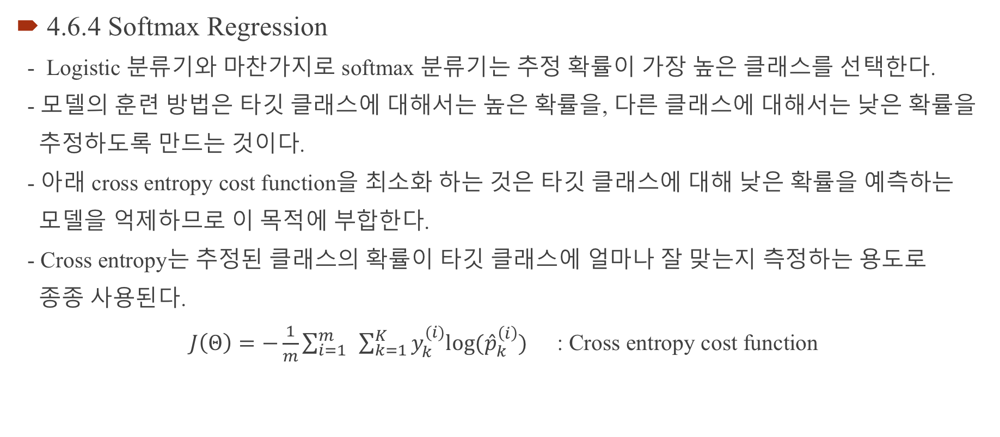 4.6.4 Softmax Regression
- Logistic 분류기와 마찬가지로 softmax 분류기는 추정 확률이 가장 높은 클래스를 선택한다.
- 모델의 훈련 방법은 타깃 클래스에 대해서는 높은 확률을, 다른 클래스에 대해서는 낮은 확률을
추정하도록 만드는 것이다.
- 아래 cross entropy cost function을 최소화 하는 것은 타깃 클래스에 대해 낮은 확률을 예측하는
모델을 억제하므로 이 목적에 부합한다.
- Cross entropy는 추정된 클래스의 확률이 타깃 클래스에 얼마나 잘 맞는지 측정하는 용도로
종종 사용된다.
J(Θ) = −\frac{1}{m}∑_{i=1}^{m} ∑_{k=1}^{K} y_k^{(i)}log(p̂_k^{(i)}) : Cross entropy cost function